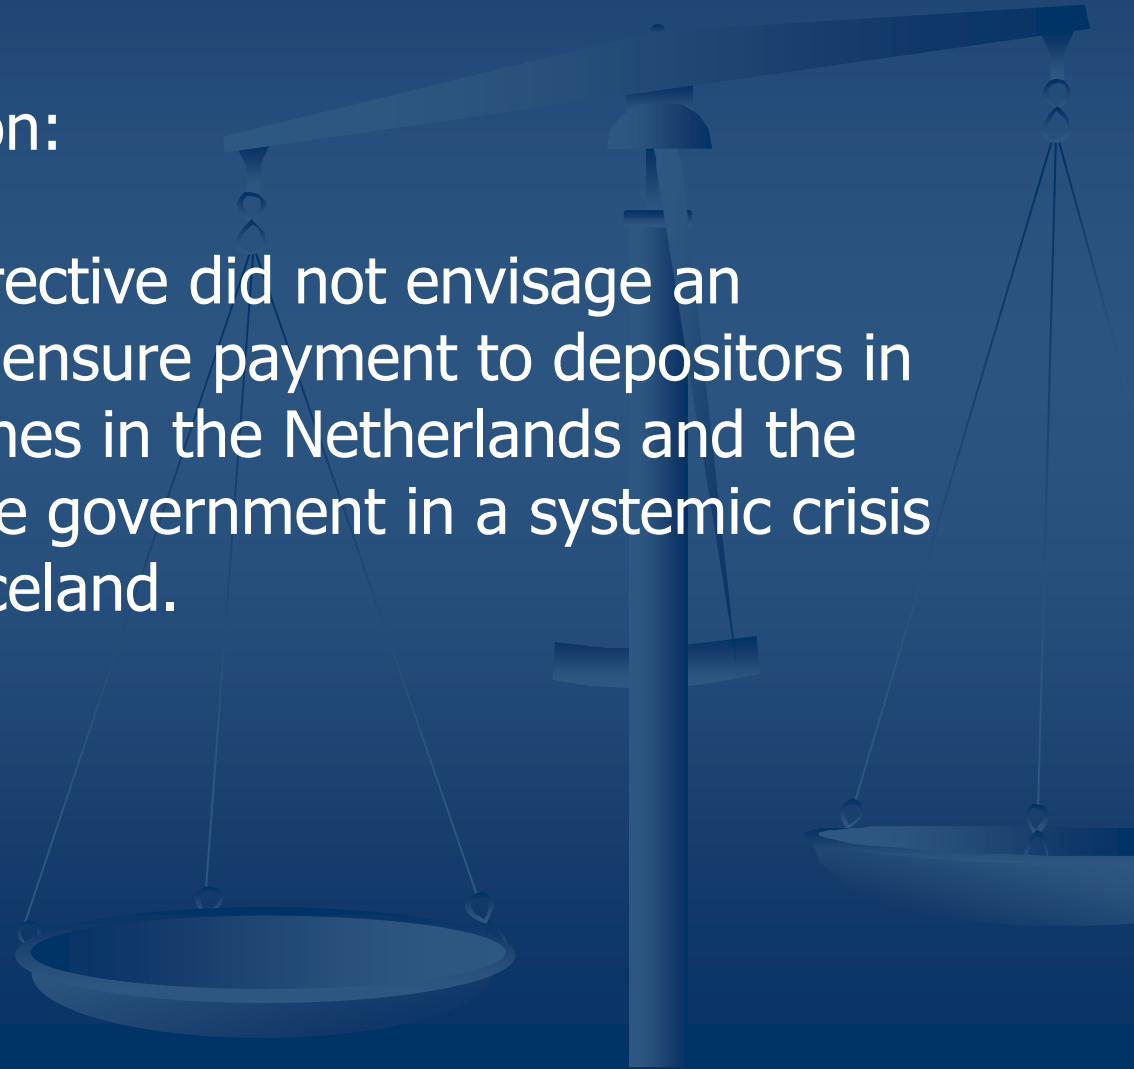 on:
rective did not envisage an
ensure payment to depositors in
nes in the Netherlands and the
e government in a systemic crisis
celand.